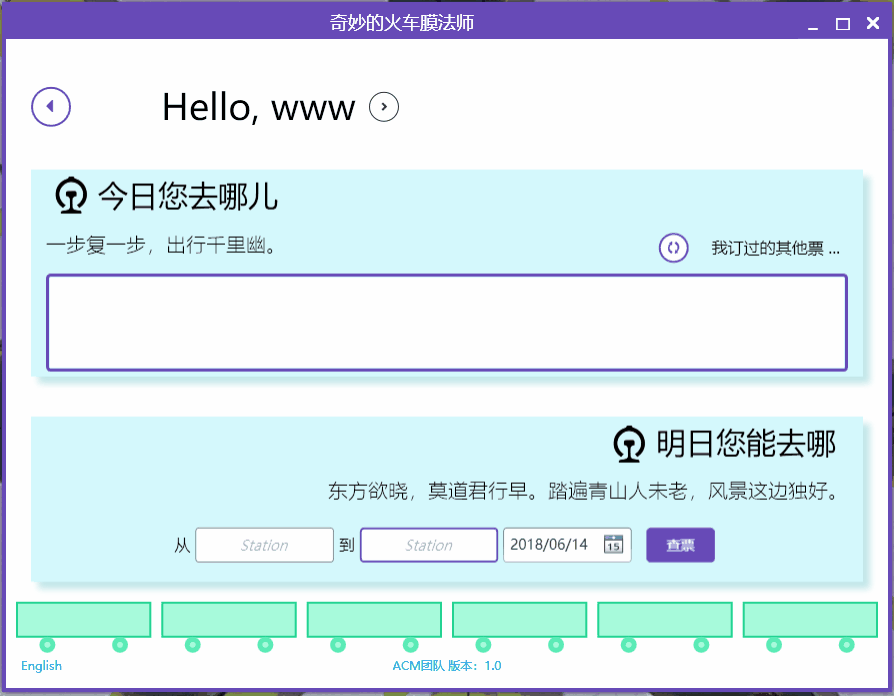 奇妙的火车膜法师
Hello, www
今日您去哪儿
一步复一步，出行千里幽。
我订过的其他票 ...
明日您能去哪
东方欲晓，莫道君行早。踏遍青山人未老，风景这边独好。
从 Station 到 Station 2018/06/14 15 查票
English
ACM团队 版本：1.0